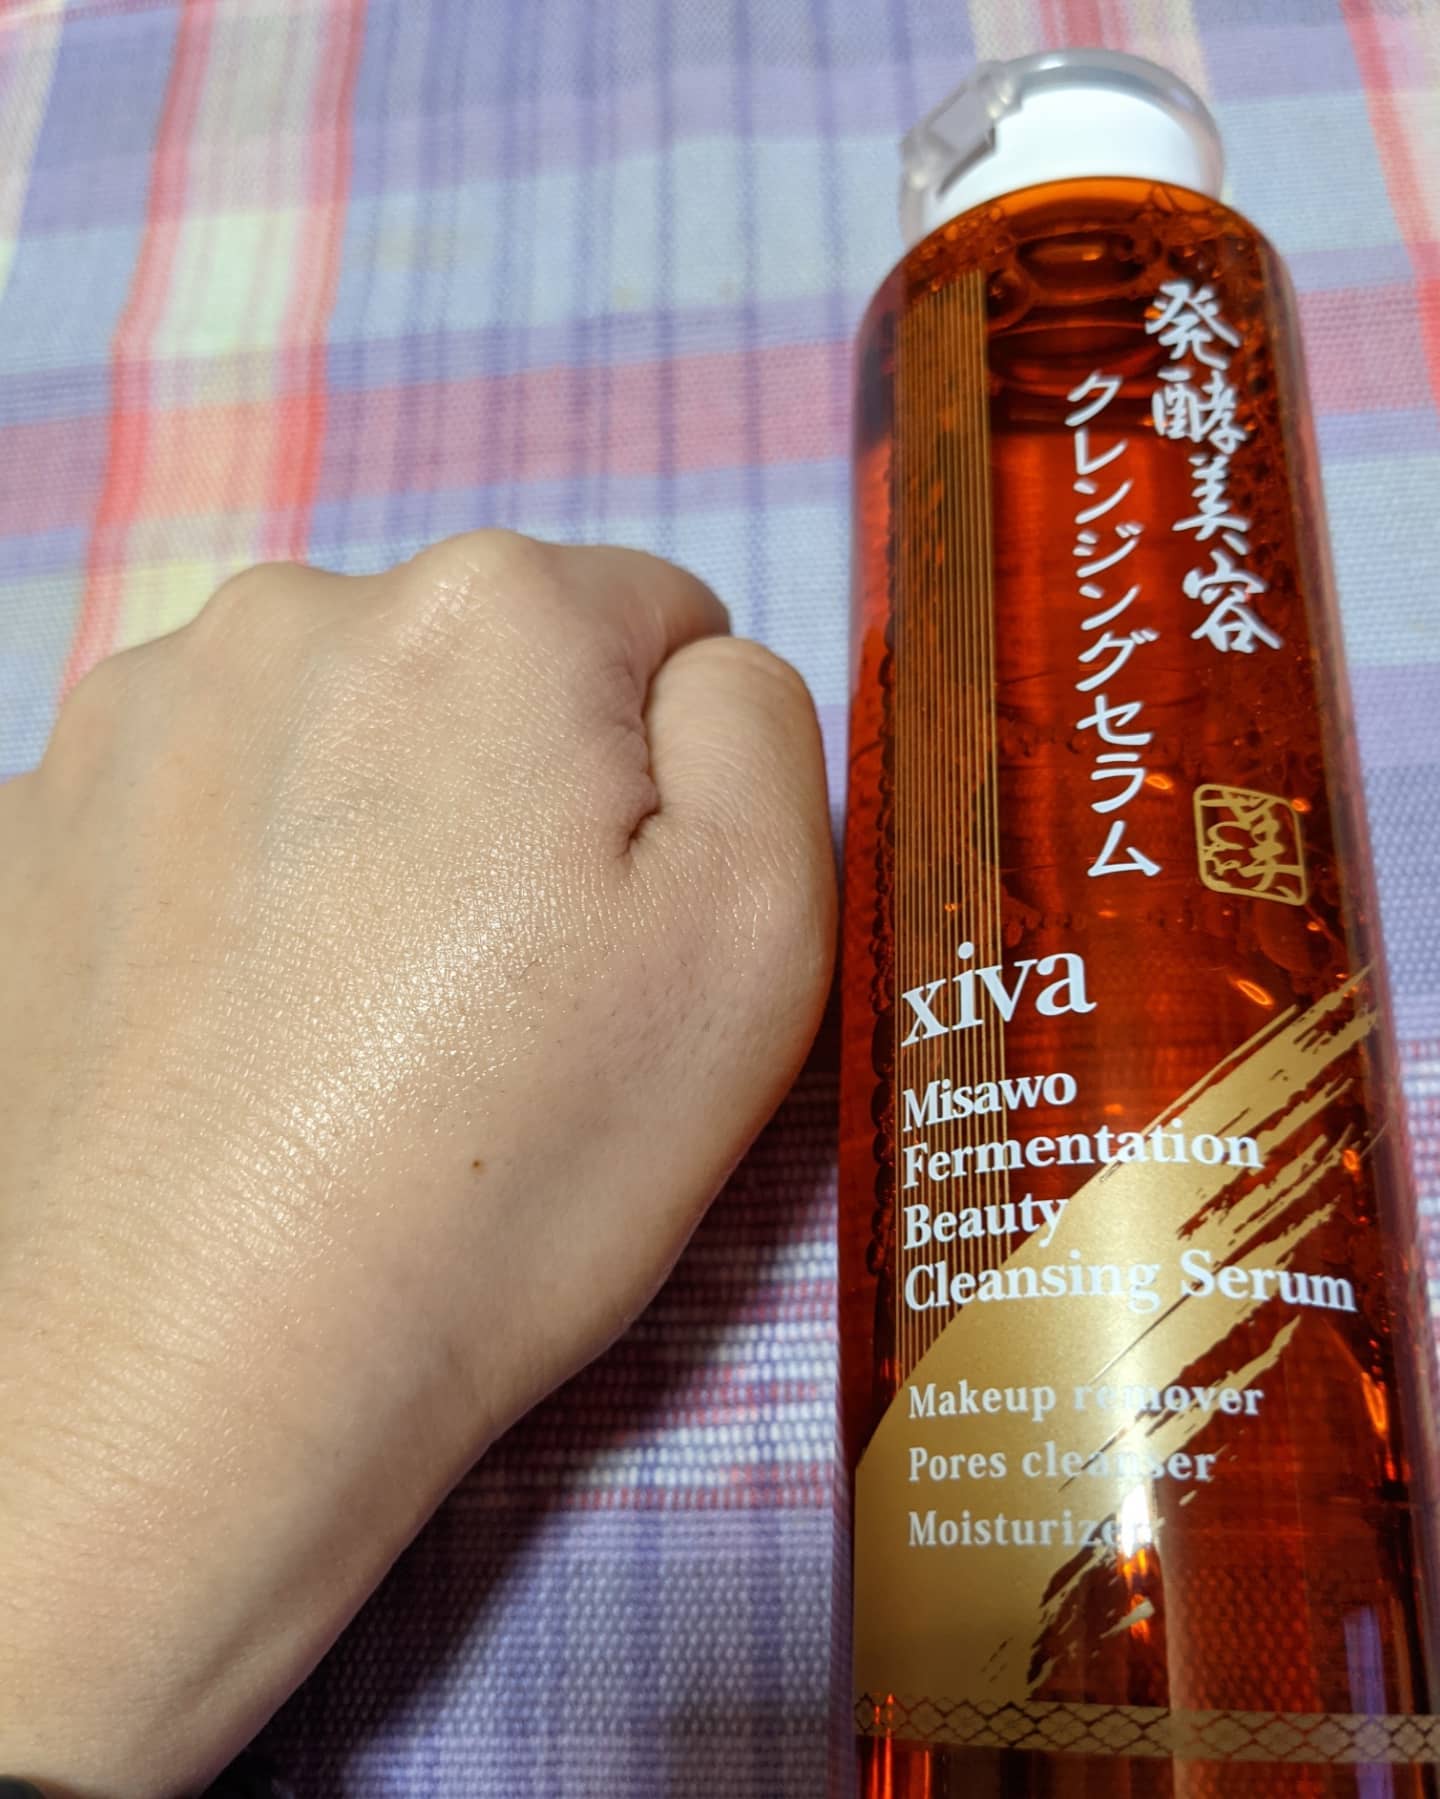 発酵美容
クレンジングセラム
xiva
Misawo
Fermentation
Beauty
Cleansing Serum
Makeup remover
Pores cleanser
Moisturizer